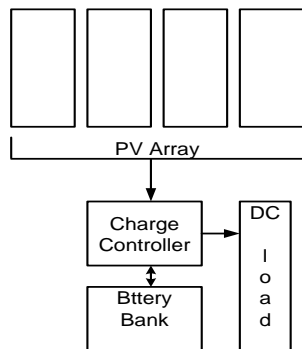 PV Array
Charge
Controller
DC
l
o
a
d
Bttery
Bank